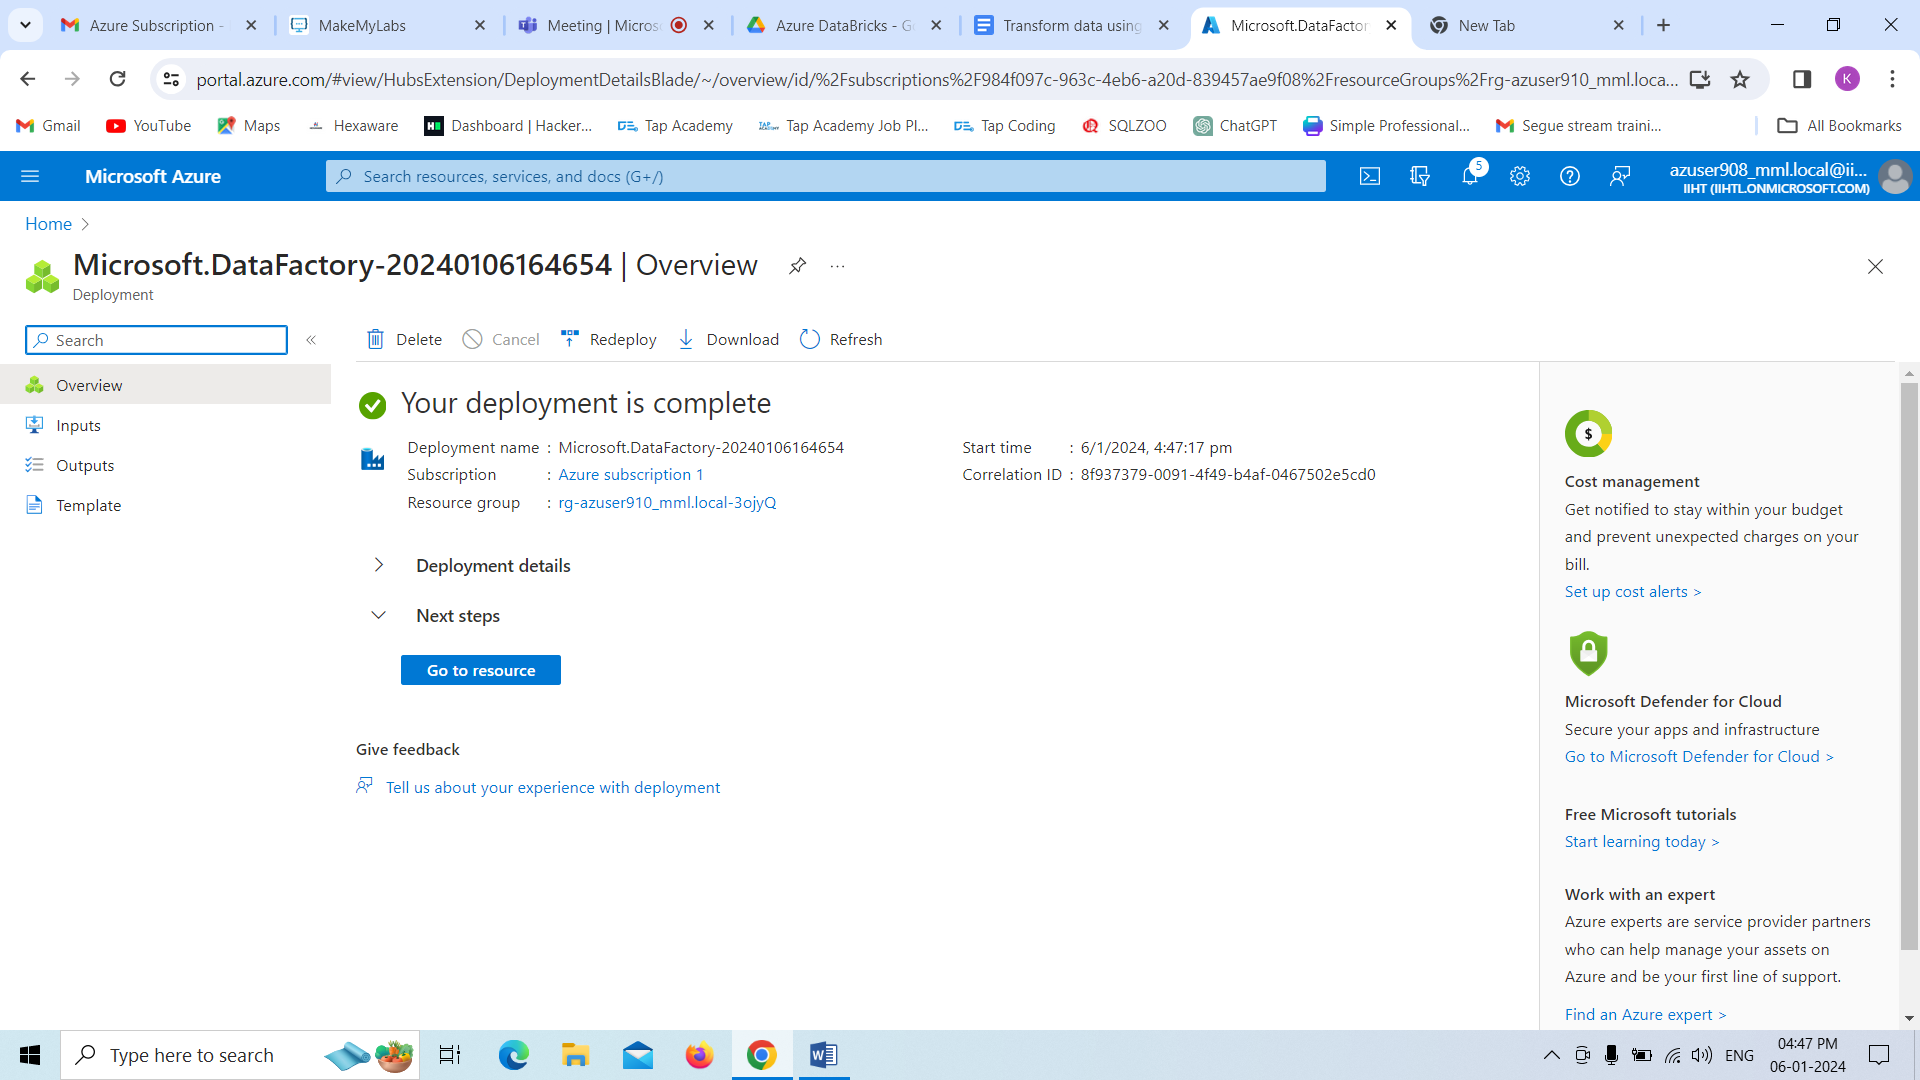 Azure Subscription -
MakeMyLabs
Meeting | Micros
Azure DataBricks - G
Transform data using
Microsoft.DataFactor
New Tab
portal.azure.com/#view/HubsExtension/DeploymentDetailsBlade/~/overview/id/%2Fsubscriptions%2F984f097c-963c-4eb6-a20d-839457ae9f08%2FresourceGroups%2Frg-azuser910_mml.loca...
K
Gmail
YouTube
Maps
Hexaware
Dashboard | Hacker...
Tap Academy
Tap Academy Job Pl...
Tap Coding
SQLZOO
ChatGPT
Simple Professional...
Segue stream traini...
All Bookmarks
Microsoft Azure
Search resources, services, and docs (G+/)
5
azuser908_mml.local@ii...
IIHT (IIHTL.ONMICROSOFT.COM)
Home
Microsoft.DataFactory-20240106164654 | Overview
Deployment
Search
Delete
Cancel
Redeploy
Download
Refresh
Overview
Inputs
Outputs
Template
Your deployment is complete
Deployment name : Microsoft.DataFactory-20240106164654
Subscription : Azure subscription 1
Resource group : rg-azuser910_mml.local-3ojyQ
Start time : 6/1/2024, 4:47:17 pm
Correlation ID : 8f937379-0091-4f49-b4af-0467502e5cd0
Deployment details
Next steps
Go to resource
Give feedback
Tell us about your experience with deployment
$
Cost management
Get notified to stay within your budget
and prevent unexpected charges on your
bill.
Set up cost alerts >
Microsoft Defender for Cloud
Secure your apps and infrastructure
Go to Microsoft Defender for Cloud >
Free Microsoft tutorials
Start learning today >
Work with an expert
Azure experts are service provider partners
who can help manage your assets on
Azure and be your first line of support.
Find an Azure expert >
Type here to search
ENG
04:47 PM
06-01-2024